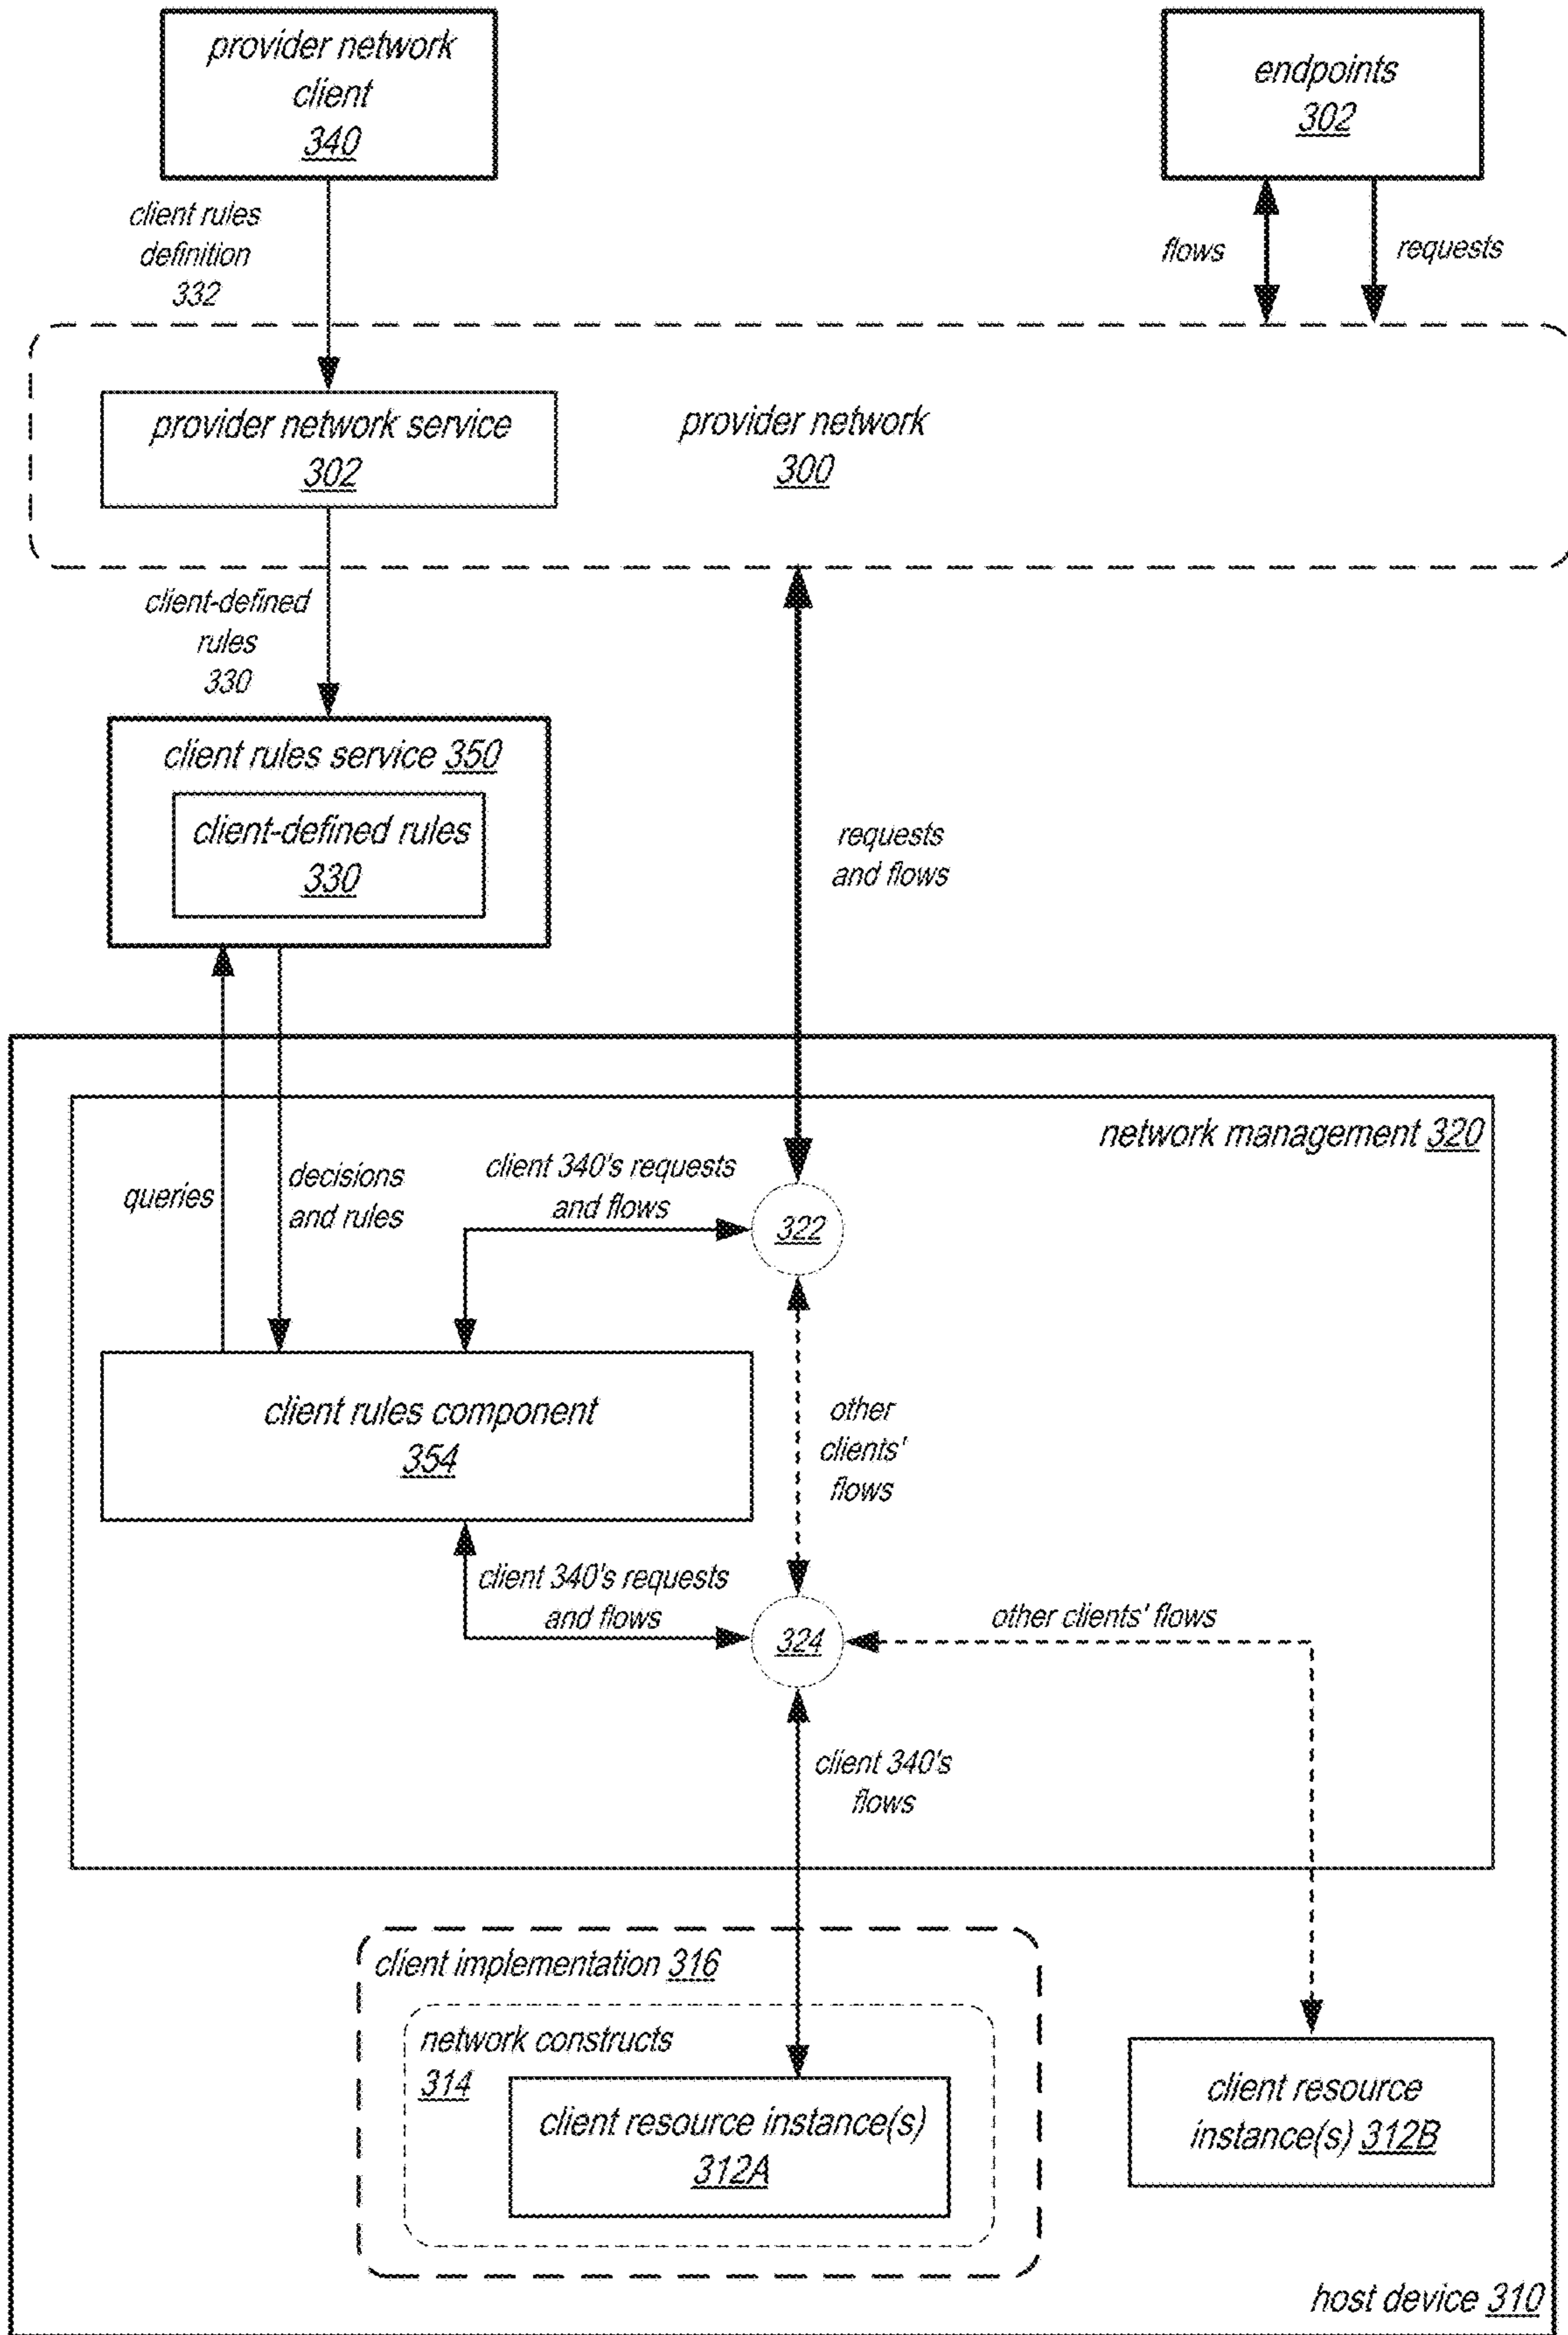 provider network
client
340
endpoints
302
client rules
definition
332
flows
requests
provider network service
302
provider network
300
client-defined
rules
330
client rules service 350
client-defined rules
330
requests
and flows
network management 320
queries
decisions
and rules
client 340's requests
and flows
322
client rules component
354
other
clients'
flows
client 340's requests
and flows
324
other clients' flows
client 340's
flows
client implementation 316
network constructs
314
client resource instance(s)
312A
client resource
instance(s) 312B
host device 310